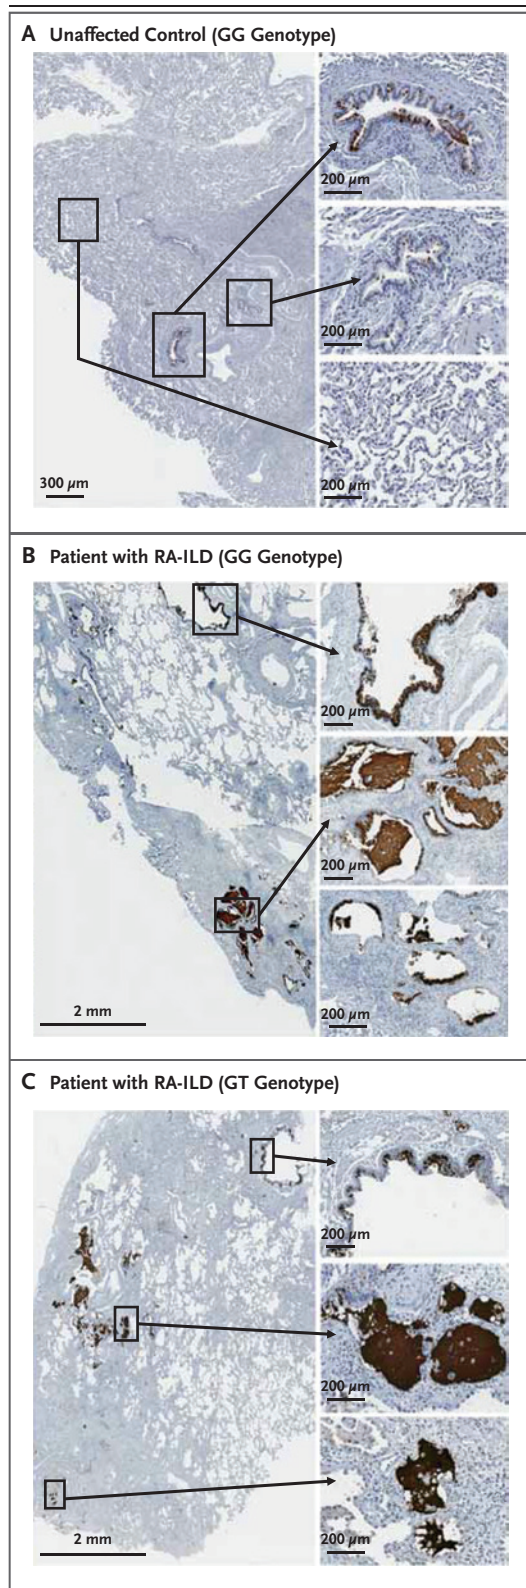 A Unaffected Control (GG Genotype)
200 μm
200 μm
300 μm
200 μm
B Patient with RA-ILD (GG Genotype)
200 μm
200 μm
2 mm
200 μm
C Patient with RA-ILD (GT Genotype)
200 μm
200 μm
2 mm
200 μm